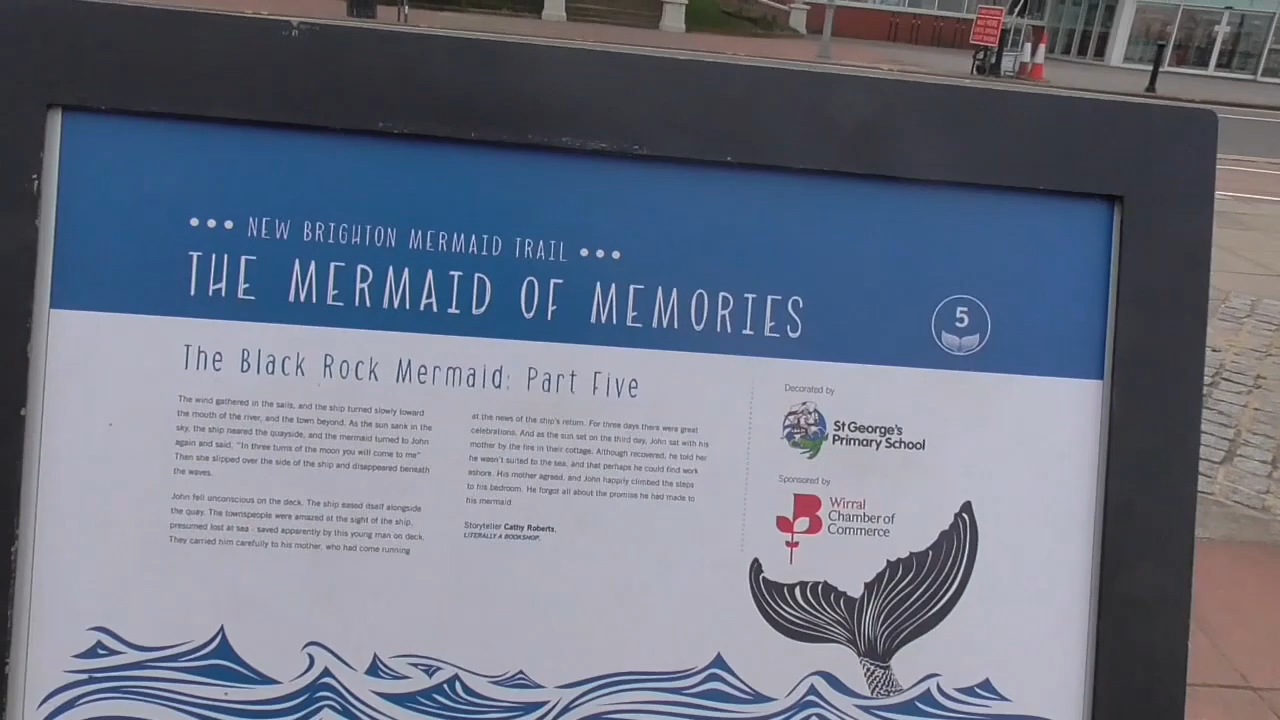 ••• NEW BRIGHTON MERMAID TRAIL •••
THE MERMAID OF MEMORIES
5
The Black Rock Mermaid: Part Five
The wind gathered in the sails, and the ship turned slowly toward
the mouth of the river, and the town beyond. As the sun sank in the
sky, the ship neared the quayside, and the mermaid turned to John
again and said, "In three turns of the moon you will come to me"
Then she slipped over the side of the ship and disappeared beneath
the waves.
John fell unconscious on the deck. The ship eased itself alongside
the quay. The townspeople were amazed at the sight of the ship,
presumed lost at sea - saved apparently by this young man on deck.
They carried him carefully to his mother, who had come running
at the news of the ship's return. For three days there were great
celebrations. And as the sun set on the third day, John sat with his
mother by the fire in their cottage. Although recovered, he told her
he wasn't suited to the sea, and that perhaps he could find work
ashore. His mother agreed, and John happily climbed the steps
to his bedroom. He forgot all about the promise he had made to
his mermaid.
Storyteller Cathy Roberts.
LITERALLY A BOOKSHOP.
Decorated by
St George's
Primary School
Sponsored by
Wirral
Chamber of
Commerce